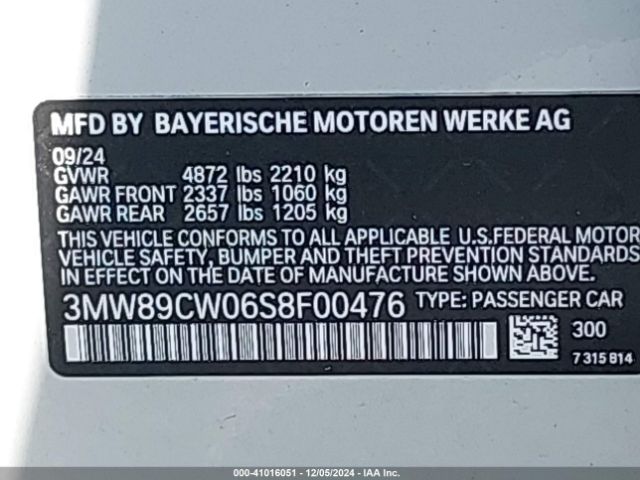 MFD BY BAYERISCHE MOTOREN WERKE AG
09/24
GVWR 4872 lbs 2210 kg
GAWR FRONT 2337 lbs 1060 kg
GAWR REAR 2657 lbs 1205 kg
THIS VEHICLE CONFORMS TO ALL APPLICABLE U.S.FEDERAL MOTOR
VEHICLE SAFETY, BUMPER AND THEFT PREVENTION STANDARDS
IN EFFECT ON THE DATE OF MANUFACTURE SHOWN ABOVE.
3MW89CW06S8F00476 TYPE: PASSENGER CAR
300
7 315 814
000-41016051 - 12/05/2024 - IAA Inc.